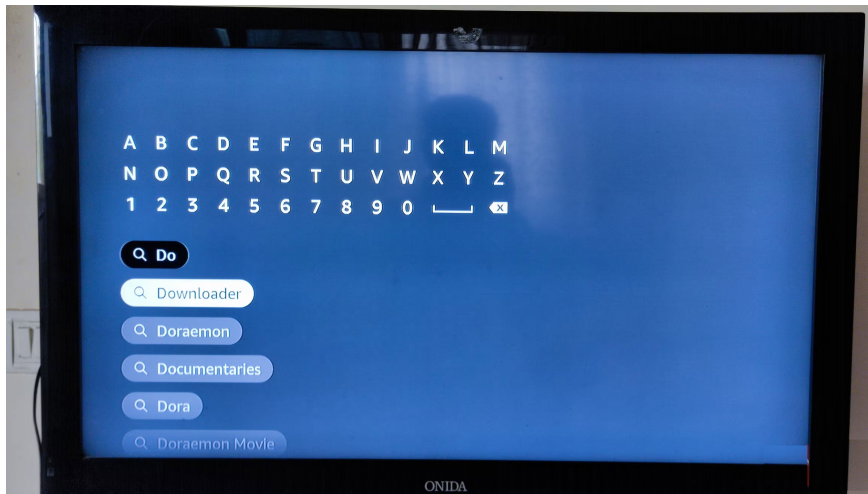 A B C D E F G H I J K L M
N O P Q R S T U V W X Y Z
1 2 3 4 5 6 7 8 9 0
Do
Downloader
Doraemon
Documentaries
Dora
Doraemon Movie
ONIDA